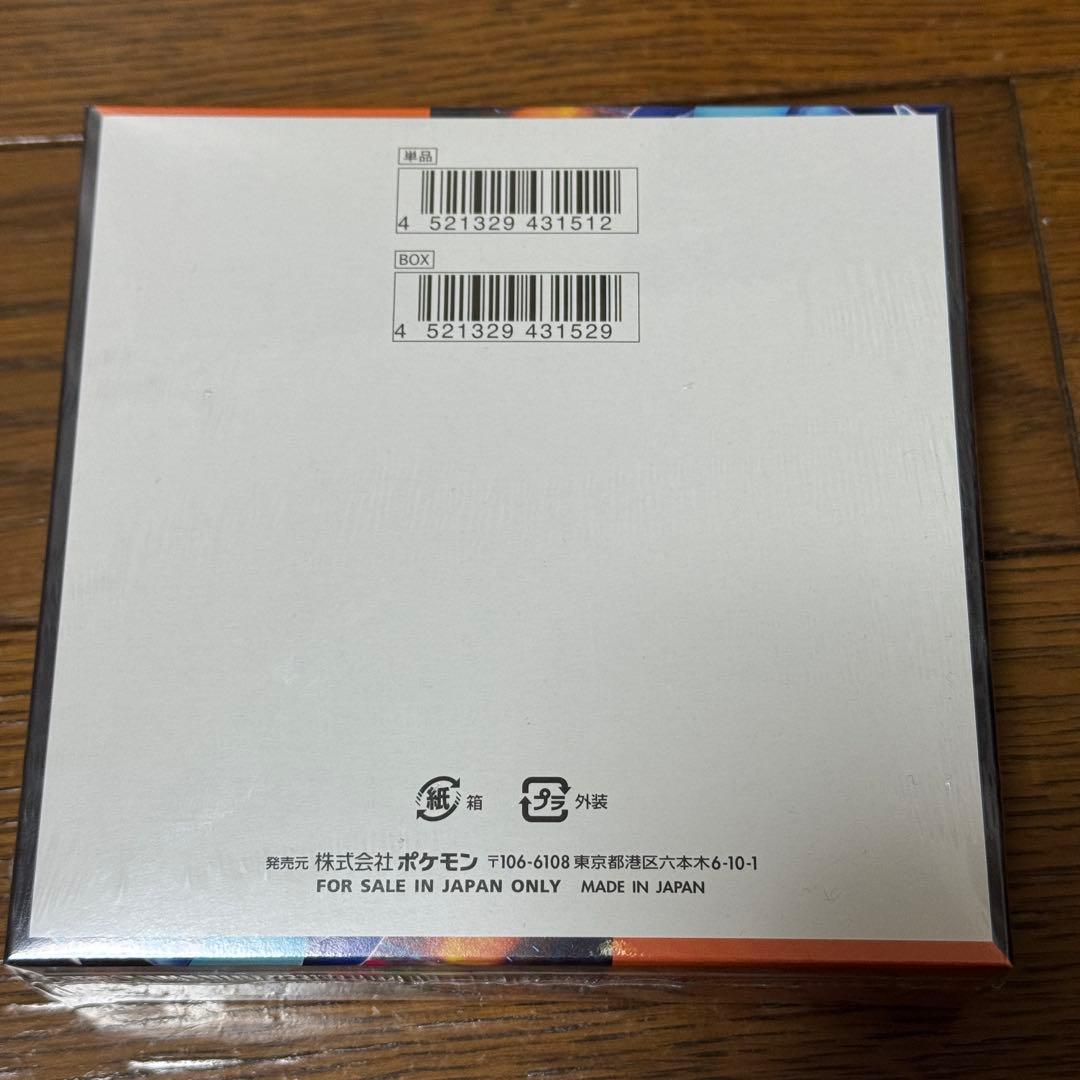 単品
4 521329 431512
BOX
4 521329 431529
紙 箱 プラ 外装
発売元 株式会社 ポケモン 〒106-6108 東京都港区六本木6-10-1
FOR SALE IN JAPAN ONLY MADE IN JAPAN